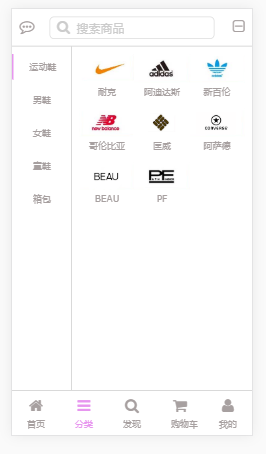 搜索商品
运动鞋
男鞋
女鞋
童鞋
箱包
adidas
耐克 阿迪达斯 新百伦
new balance CONVERSE
哥伦比亚 匡威 阿萨德
BEAU PF
BEAU PF
首页 分类 发现 购物车 我的